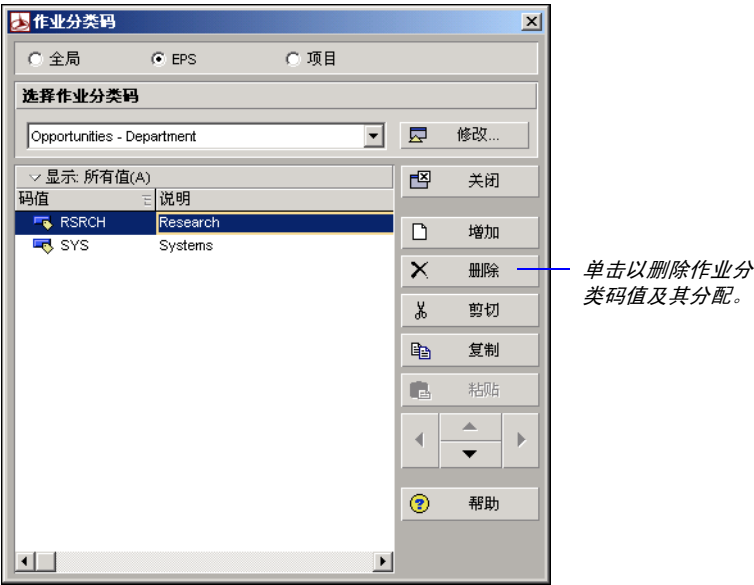 作业分类码
全局 EPS 项目
选择作业分类码
Opportunities - Department
修改...
显示: 所有值(A)
码值 说明
RSRCH Research
SYS Systems
关闭
增加
删除
剪切
复制
粘贴
帮助
单击以删除作业分
类码值及其分配。